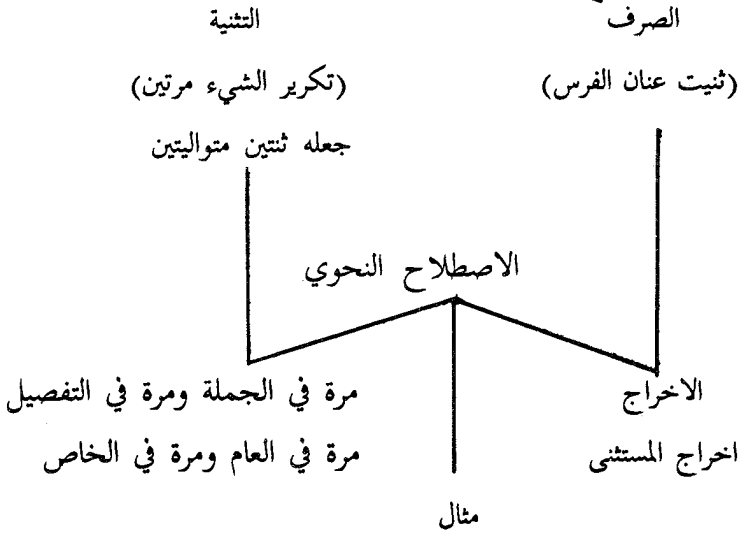 الصرف
التثنية
(ثنيت عنان الفرس)
(تكرير الشيء مرتين)
جعله ثنتين متواليتين
الاصطلاح النحوي
الاخراج
مرة في الجملة ومرة في التفصيل
اخراج المستثنى
مرة في العام ومرة في الخاص
مثال